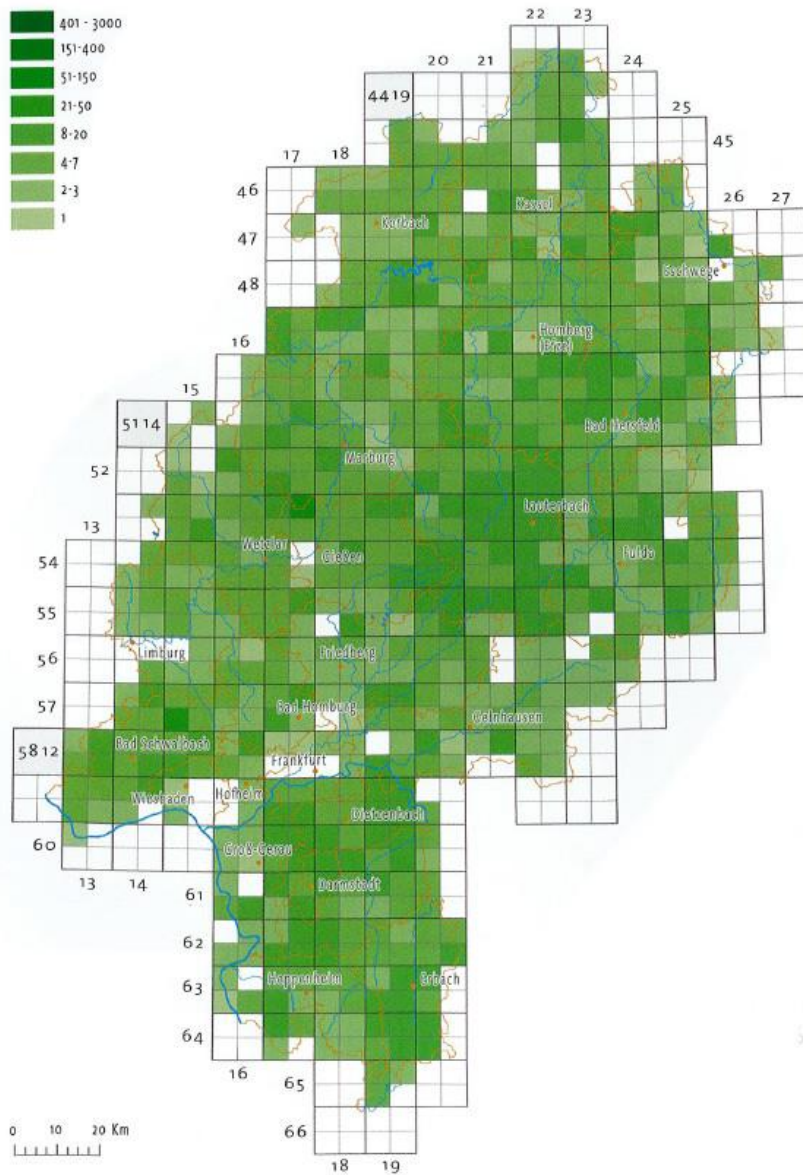 401 - 3000
151-400
51-150
21-50
8-20
4-7
2-3
1
22 23
20 21 24
4419 25
17 18 45
46 26 27
Kassel
Korbach
47
Eschwege
48
16 Homberg
(Efze)
15
5114 Bad Hersfeld
Marburg
52
Lauterbach
13
Wetzlar Gießen Fulda
54
55
Limburg Friedberg
56
57 Bad Homburg Gelnhausen
5812 Bad Schwalbach Frankfurt
Wiesbaden Hofheim
Dietzenbach
60 Groß-Gerau
13 14 61 Darmstadt
62
Heppenheim Erbach
63
64
16 65
0 10 20 Km
66
18 19